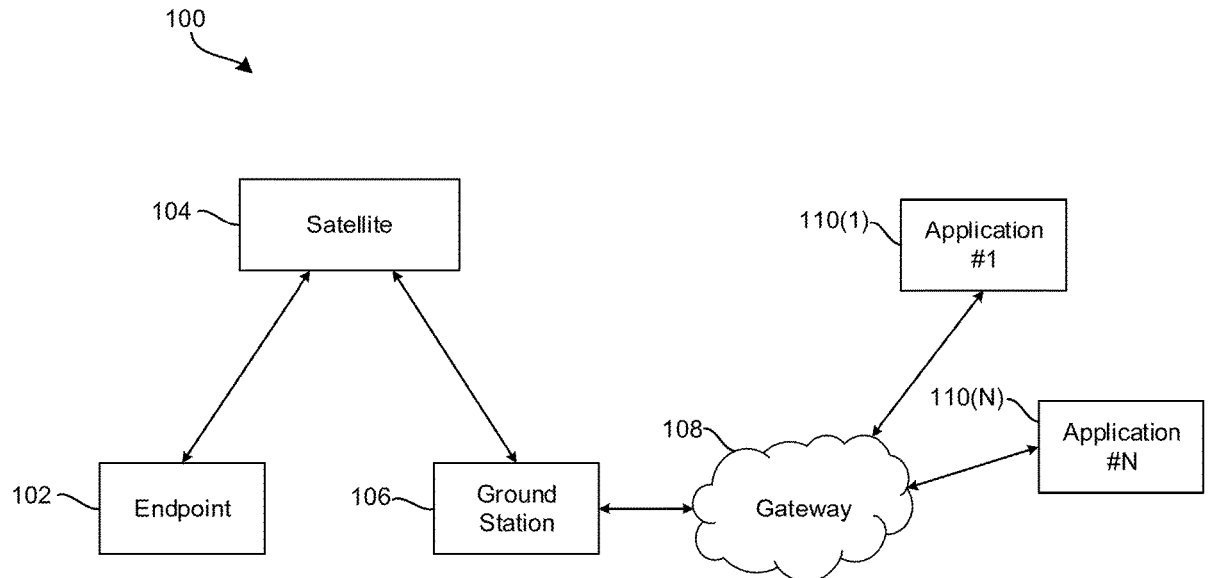 100
104
Satellite
110(1)
Application
#1
110(N)
Application
#N
108
102
Endpoint
106
Ground
Station
Gateway